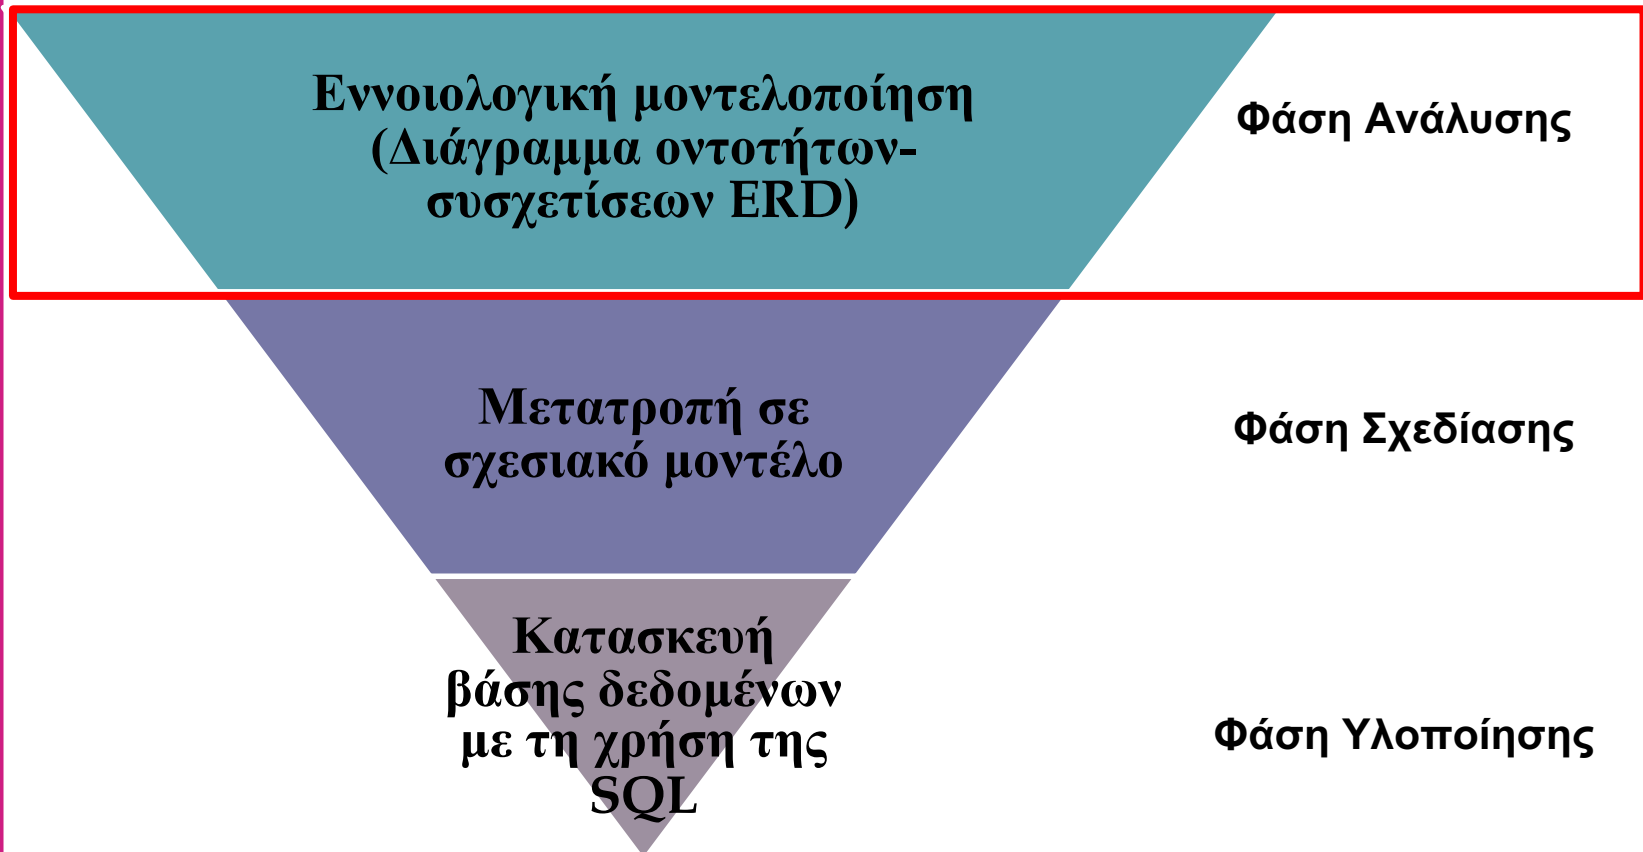 Εννοιολογική μοντελοποίηση
(Διάγραμμα οντοτήτων-
συσχετίσεων ERD)
Φάση Ανάλυσης
Μετατροπή σε
σχεσιακό μοντέλο
Φάση Σχεδίασης
Κατασκευή
βάσης δεδομένων
με τη χρήση της
SQL
Φάση Υλοποίησης